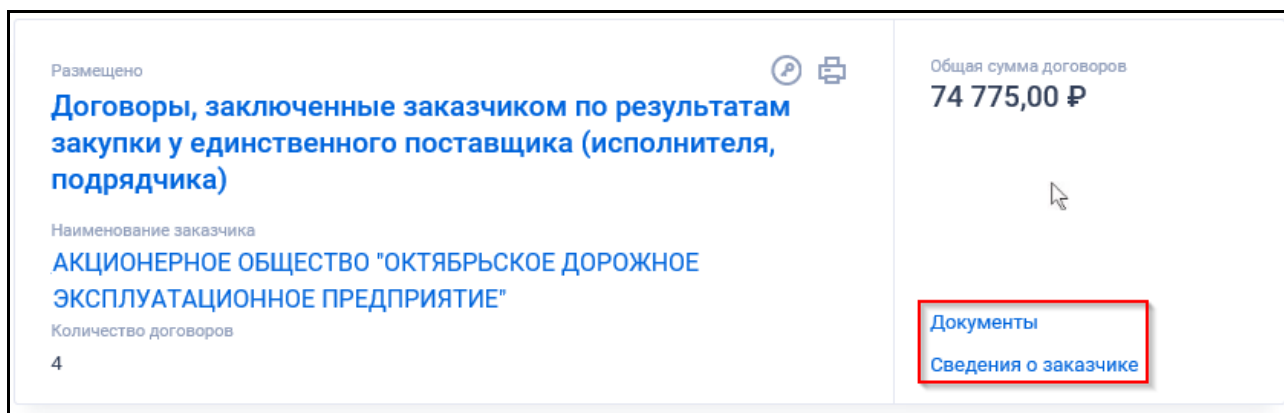 Размещено
Договоры, заключенные заказчиком по результатам
закупки у единственного поставщика (исполнителя,
подрядчика)
Наименование заказчика
АКЦИОНЕРНОЕ ОБЩЕСТВО "ОКТЯБРЬСКОЕ ДОРОЖНОЕ
ЭКСПЛУАТАЦИОННОЕ ПРЕДПРИЯТИЕ"
Количество договоров
4
Общая сумма договоров
74 775,00 ₽
Документы
Сведения о заказчике